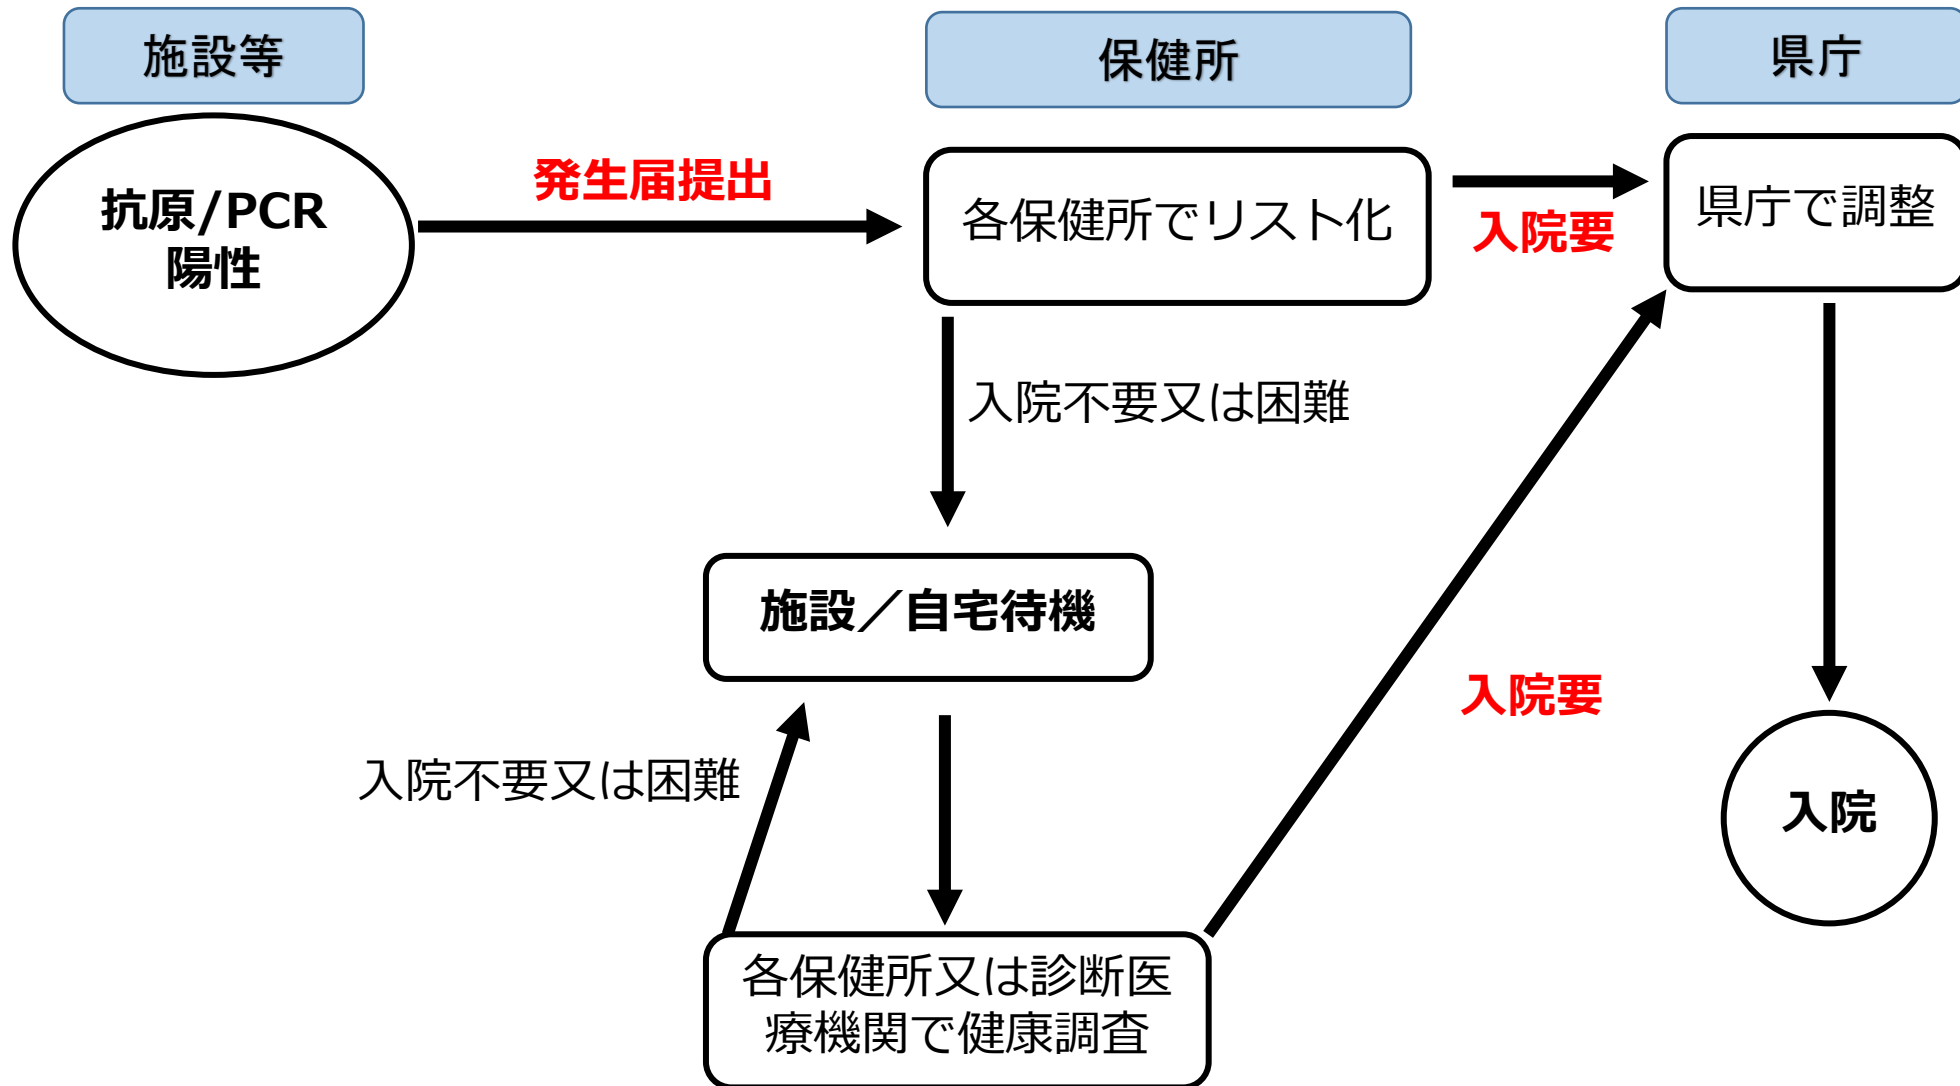 施設等
保健所
県庁
抗原/PCR
陽性
発生届提出
各保健所でリスト化
入院要
県庁で調整
入院不要又は困難
施設／自宅待機
入院要
入院不要又は困難
入院
各保健所又は診断医
療機関で健康調査